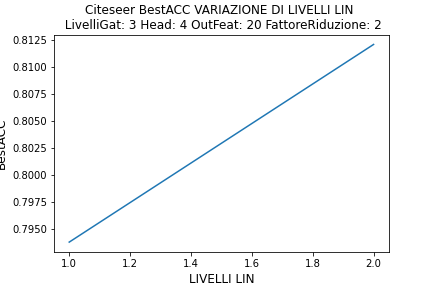 Citeseer BestACC VARIAZIONE DI LIVELLI LIN
LivelliGat: 3 Head: 4 OutFeat: 20 FattoreRiduzione: 2
0.8125
0.8100
0.8075
0.8050
0.8025
0.8000
0.7975
0.7950
BestACC
1.0 1.2 1.4 1.6 1.8 2.0
LIVELLI LIN